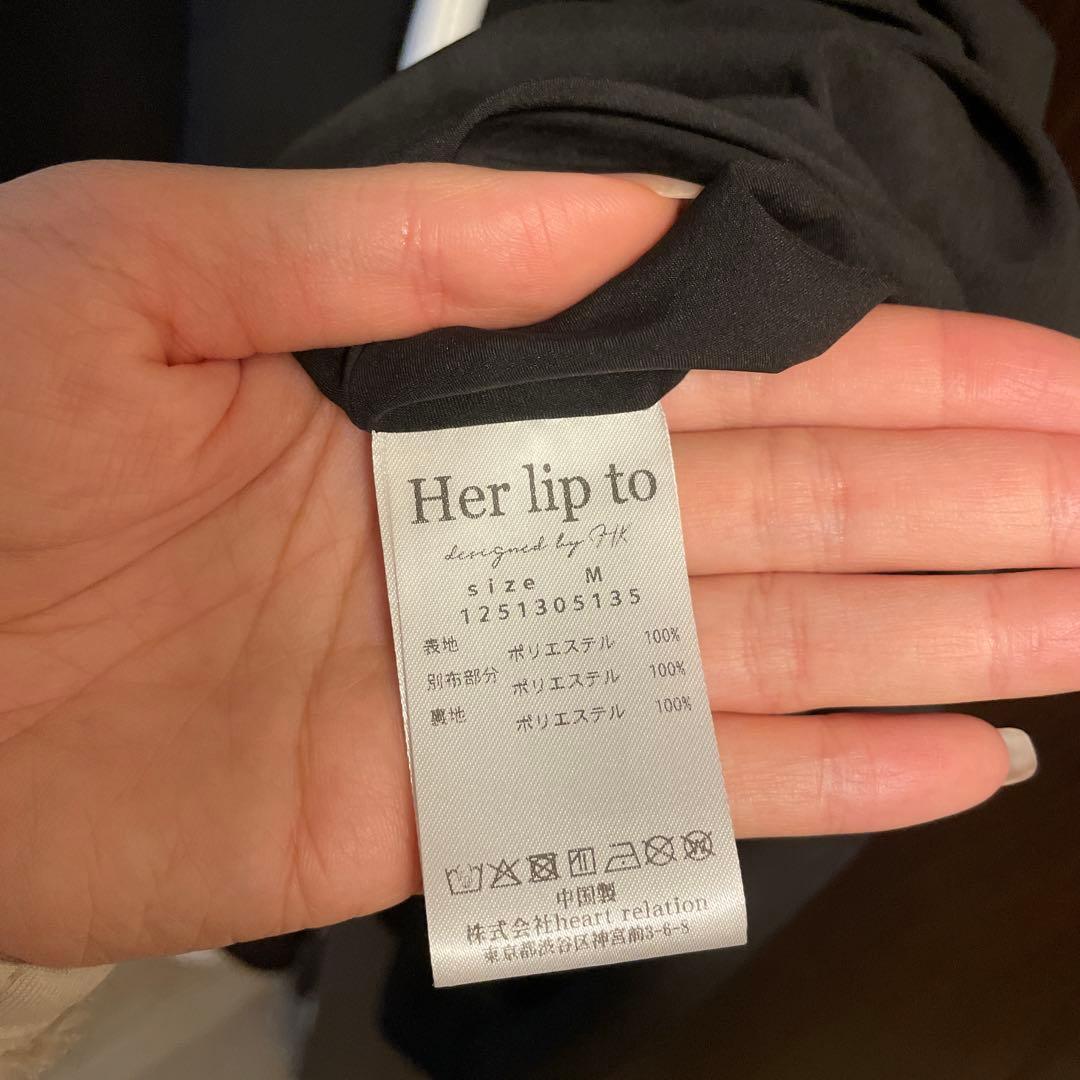 Her lip to
designed by HK
size M
1251305135
表地 ポリエステル 100%
別布部分 ポリエステル 100%
裏地 ポリエステル 100%
中国製
株式会社heart relation
東京都渋谷区神宮前3-6-8